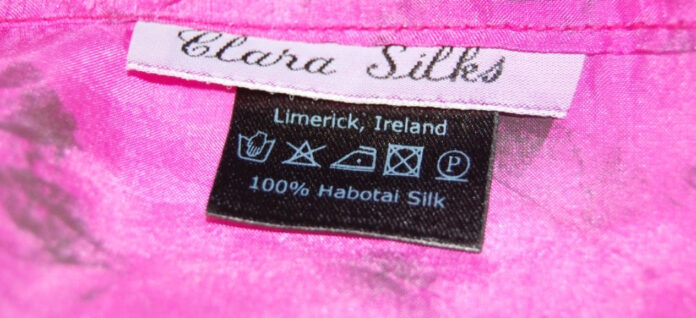 Clara Silks
Limerick, Ireland
P
100% Habotai Silk